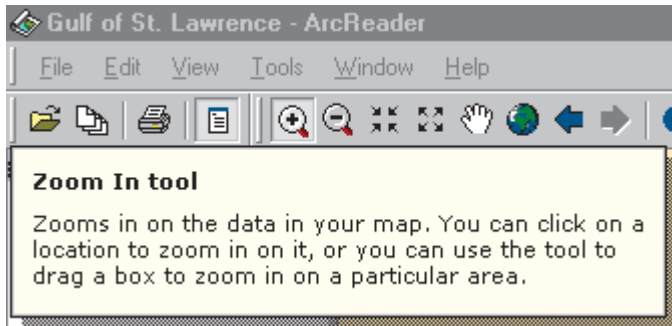 Gulf of St. Lawrence - ArcReader
File Edit View Tools Window Help
Zoom In tool
Zooms in on the data in your map. You can click on a
location to zoom in on it, or you can use the tool to
drag a box to zoom in on a particular area.